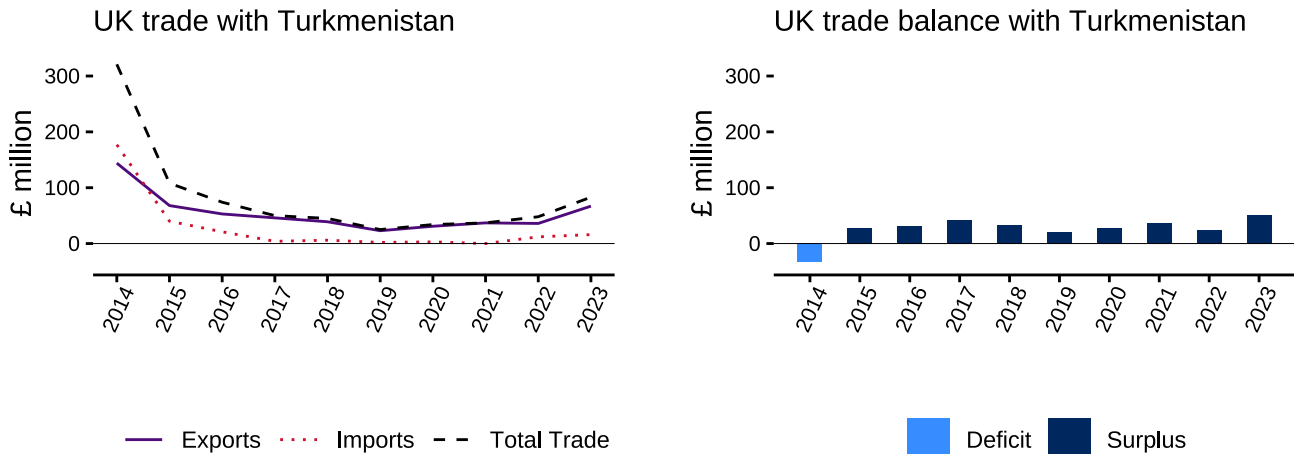 UK trade with Turkmenistan
£ million
300
200
100
0
2014 2015 2016 2017 2018 2019 2020 2021 2022 2023
Exports Imports Total Trade
UK trade balance with Turkmenistan
£ million
300
200
100
0
2014 2015 2016 2017 2018 2019 2020 2021 2022 2023
Deficit Surplus